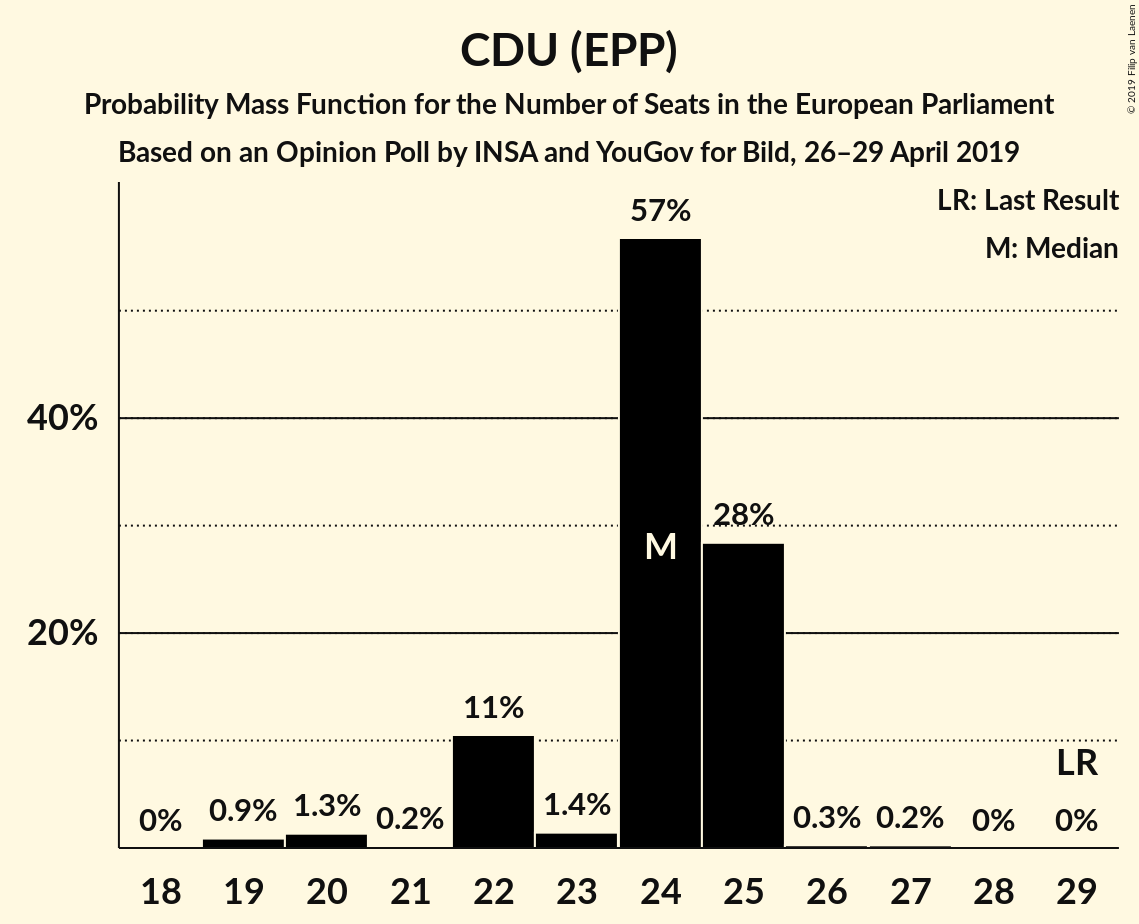 CDU (EPP)
Probability Mass Function for the Number of Seats in the European Parliament
Based on an Opinion Poll by INSA and YouGov for Bild, 26–29 April 2019
© 2019 Filip van Laenen
LR: Last Result
M: Median
57%
40%
28%
M
20%
11%
LR
0%
0.9%
1.3%
0.2%
1.4%
0.3%
0.2%
0%
0%
18 19 20 21 22 23 24 25 26 27 28 29